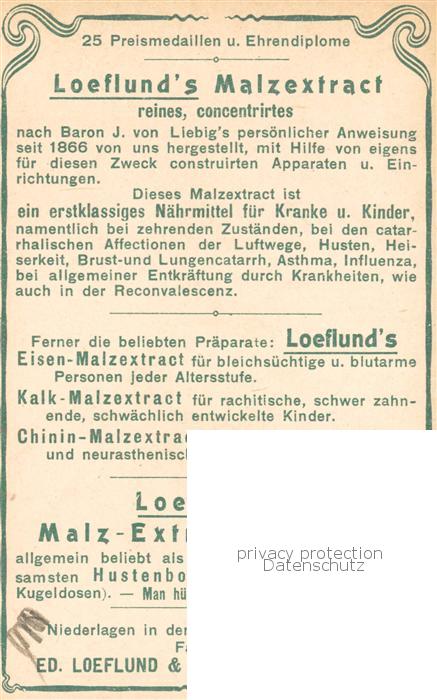 25 Preismedaillen u. Ehrendiplome
Loeflund's Malzextract
reines, concentrirtes
nach Baron J. von Liebig's persönlicher Anweisung
seit 1866 von uns hergestellt, mit Hilfe von eigens
für diesen Zweck construirten Apparaten u. Ein-
richtungen.
Dieses Malzextract ist
ein erstklassiges Nährmittel für Kranke u. Kinder,
namentlich bei zehrenden Zuständen, bei den catar-
rhalischen Affectionen der Luftwege, Husten, Hei-
serkeit, Brust-und Lungencatarrh, Asthma, Influenza,
bei allgemeiner Entkräftung durch Krankheiten, wie
auch in der Reconvalescenz.
Ferner die beliebten Präparate: Loeflund's
Eisen-Malzextract für bleichsüchtige u. blutarme
Personen jeder Altersstufe.
Kalk-Malzextract für rachitische, schwer zahn-
ende, schwächlich entwickelte Kinder.
Chinin-Malzextrac
und neurasthenisc
Loe
Malz-Ext
allgemein beliebt als
samsten Hustenbo
Kugeldosen). — Man hü
Niederlagen in de
Fa
ED. LOEFLUND &
privacy protection
Datenschutz